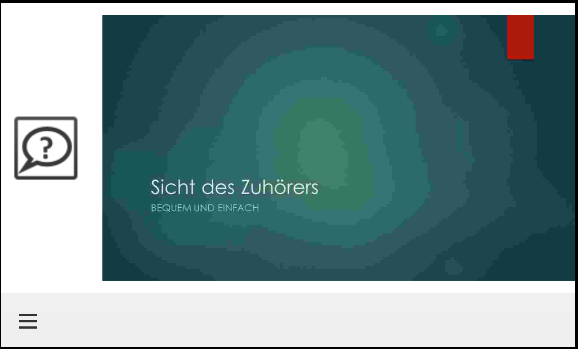 ?
Sicht des Zuhörers
BEQUEM UND EINFACH